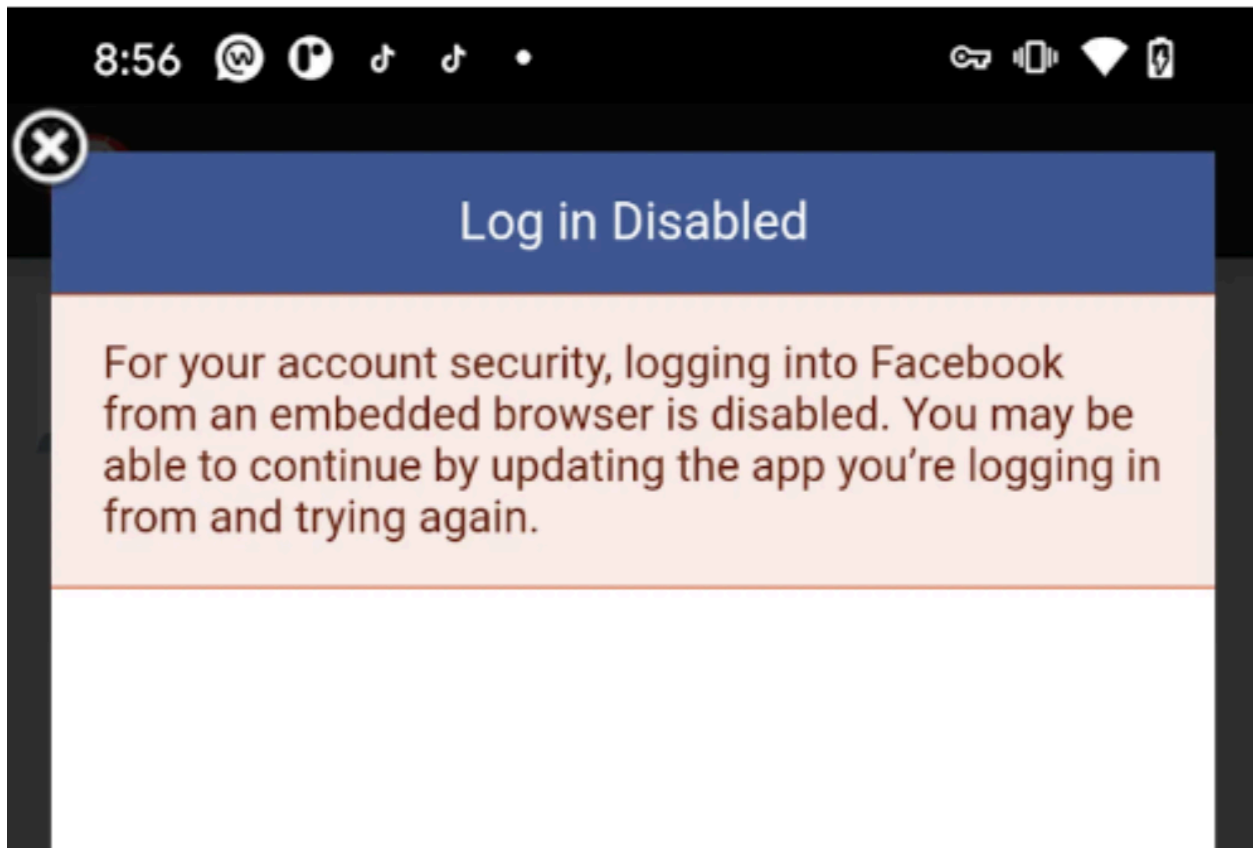 8:56
Log in Disabled
For your account security, logging into Facebook
from an embedded browser is disabled. You may be
able to continue by updating the app you’re logging in
from and trying again.